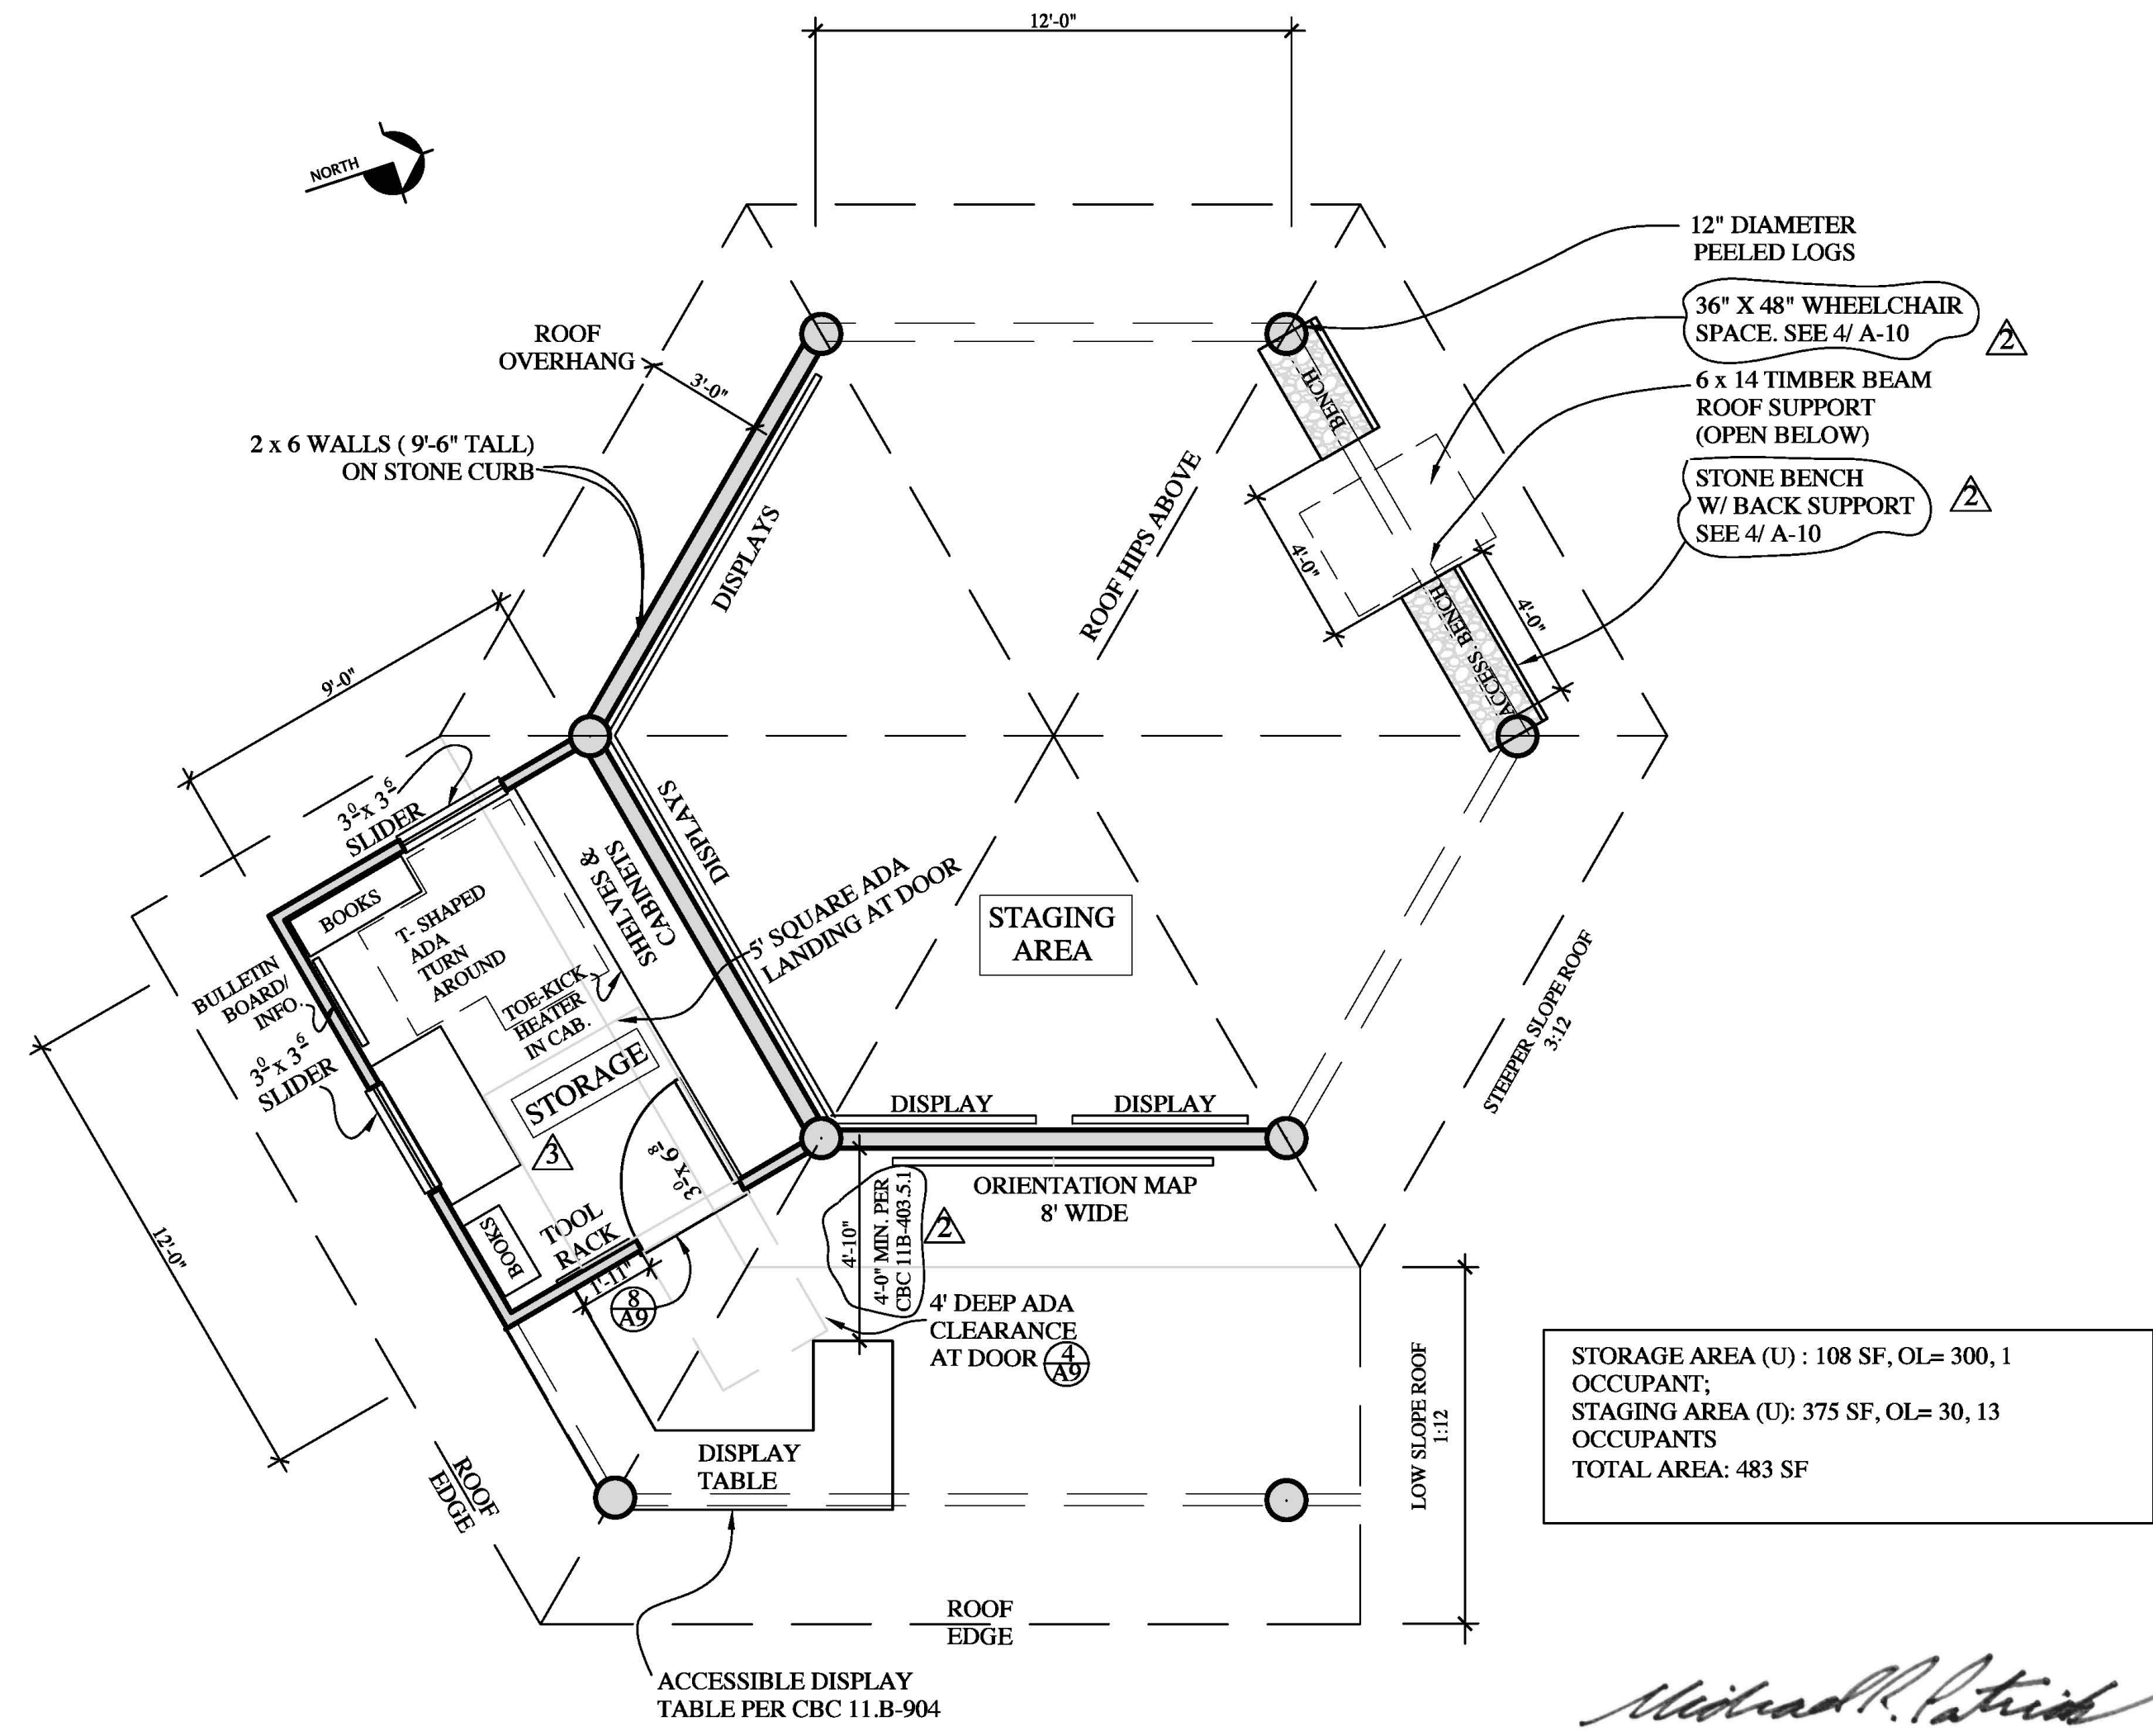 12'-0"
NORTH
12" DIAMETER
PEELED LOGS
36" X 48" WHEELCHAIR
SPACE. SEE 4/ A-10
2
6 x 14 TIMBER BEAM
ROOF SUPPORT
(OPEN BELOW)
STONE BENCH
W/ BACK SUPPORT
SEE 4/ A-10
2
ROOF
OVERHANG
3'-0"
2 x 6 WALLS ( 9'-6" TALL)
ON STONE CURB
DISPLAYS
ROOF HIPS ABOVE
BENCH
4'-0"
ACCESS. BENCH
4'-0"
9'-0"
3⁰ x 3⁶
SLIDER
DISPLAYS
SHELVES &
CABINETS
5' SQUARE ADA
LANDING AT DOOR
STAGING
AREA
BOOKS
T- SHAPED
ADA
TURN
AROUND
TOE-KICK
HEATER
IN CAB.
BULLETIN
BOARD/
INFO.
3⁰ x 3⁶
SLIDER
STORAGE
3
3⁰ x 6⁸
BOOKS
TOOL
RACK
1'-11"
8
A9
12'-0"
DISPLAY
DISPLAY
ORIENTATION MAP
8' WIDE
4'-10"
4'-0" MIN. PER
CBC 11B-403.5.1
2
4' DEEP ADA
CLEARANCE
AT DOOR
4
A9
STEEPER SLOPE ROOF
3:12
LOW SLOPE ROOF
1:12
DISPLAY
TABLE
ROOF
EDGE
ROOF
EDGE
ACCESSIBLE DISPLAY
TABLE PER CBC 11.B-904
STORAGE AREA (U) : 108 SF, OL= 300, 1
OCCUPANT;
STAGING AREA (U): 375 SF, OL= 30, 13
OCCUPANTS
TOTAL AREA: 483 SF
Michael R. Patrick